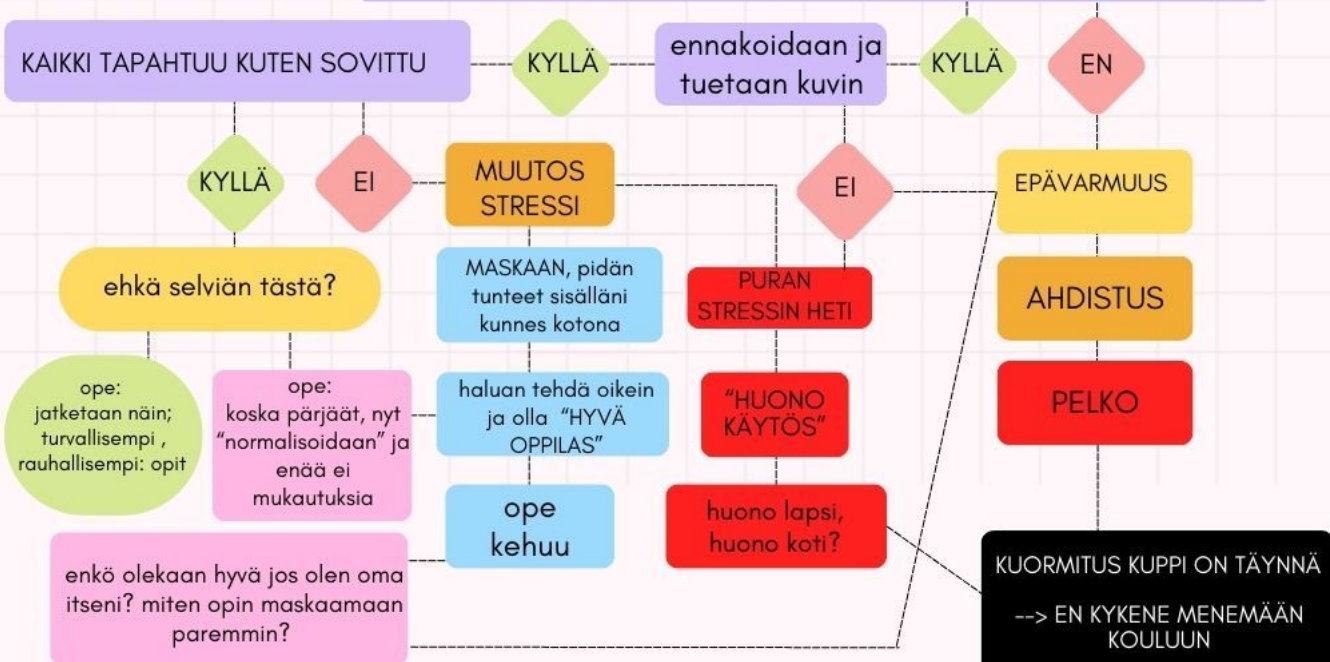 KAIKKI TAPAHTUU KUTEN SOVITTU
KYLLÄ
ennakoidaan ja
tuetaan kuvin
KYLLÄ
EN
KYLLÄ
EI
MUUTOS
STRESSI
EI
EPÄVARMUUS
ehkä selviän tästä?
MASKAAN, pidän
tunteet sisälläni
kunnes kotona
PURAN
STRESSIN HETI
AHDISTUS
ope:
jatketaan näin;
turvallisempi ,
rauhallisempi: opit
ope:
koska pärjäät, nyt
“normalisoidaan” ja
enää ei
mukautuksia
haluan tehdä oikein
ja olla “HYVÄ
OPPILAS”
“HUONO
KÄYTÖS”
PELKO
ope
kehuu
huono lapsi,
huono koti?
enkö olekaan hyvä jos olen oma
itseni? miten opin maskaamaan
paremmin?
KUORMITUS KUPPI ON TÄYNNÄ
--> EN KYKENE MENEMÄÄN
KOULUUN